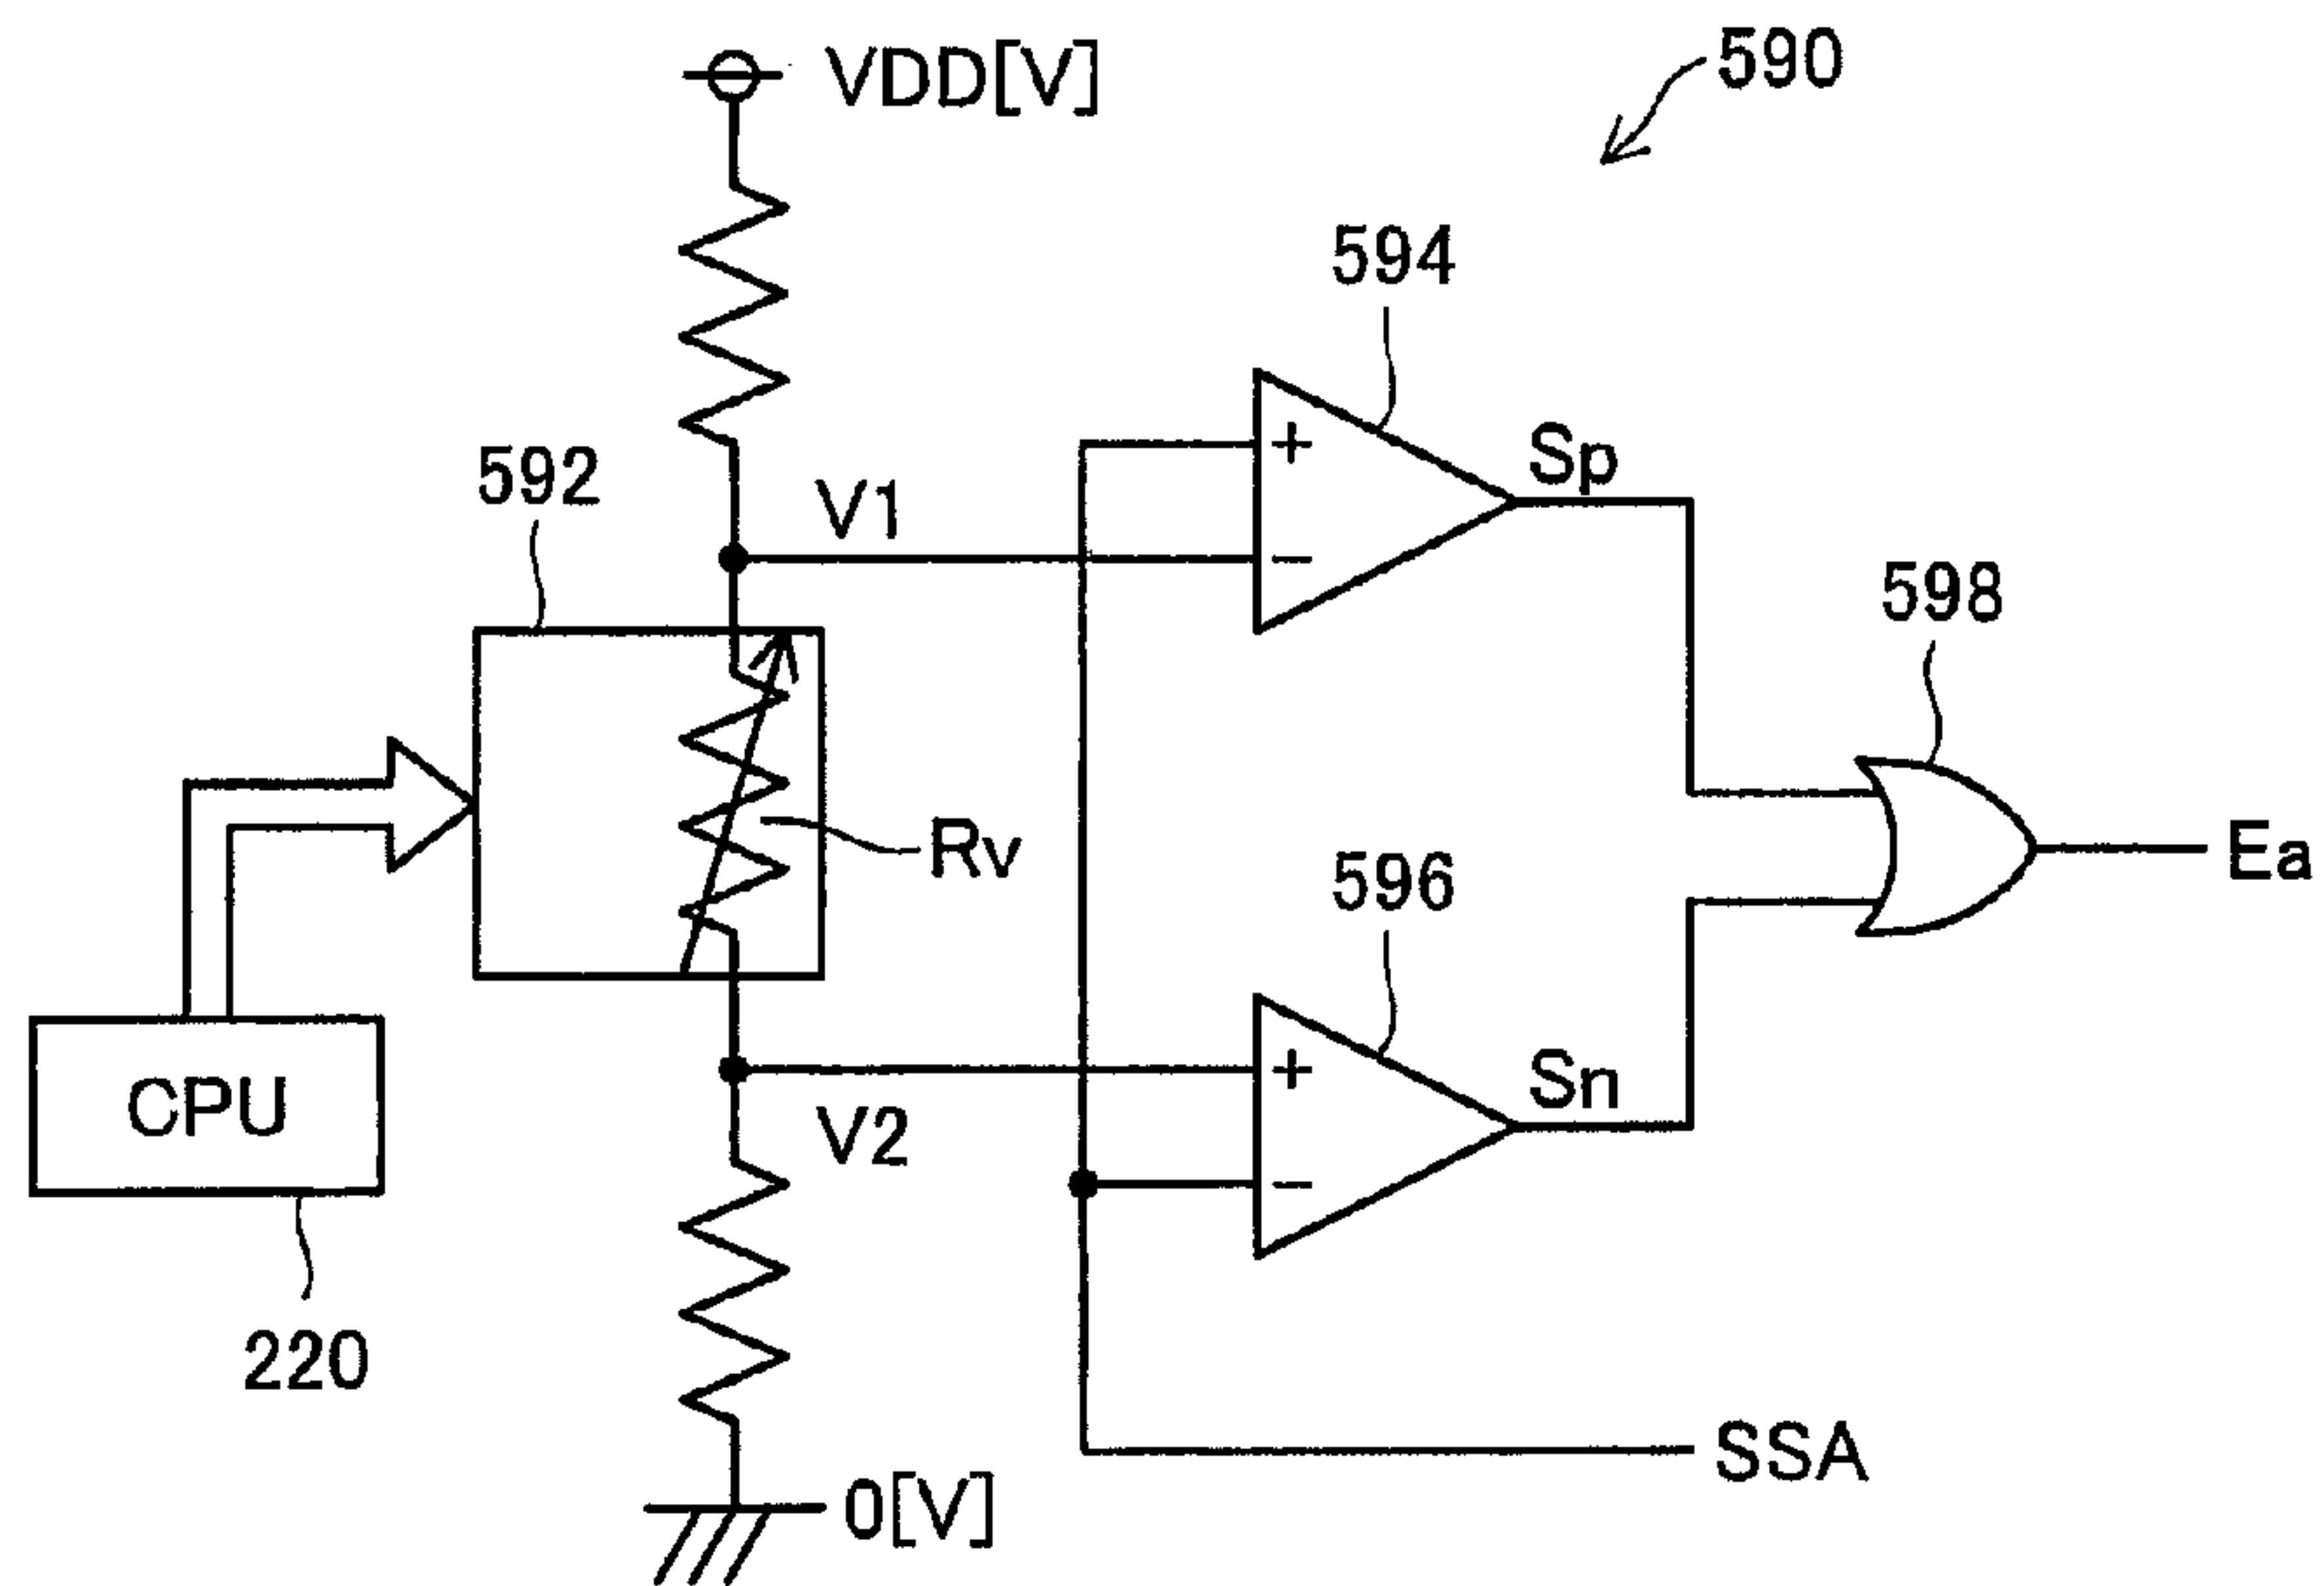 VDD[V]
590
594
Sp
592
V1
+
−
598
Rv
Ea
596
+
−
Sn
CPU
V2
220
SSA
0[V]